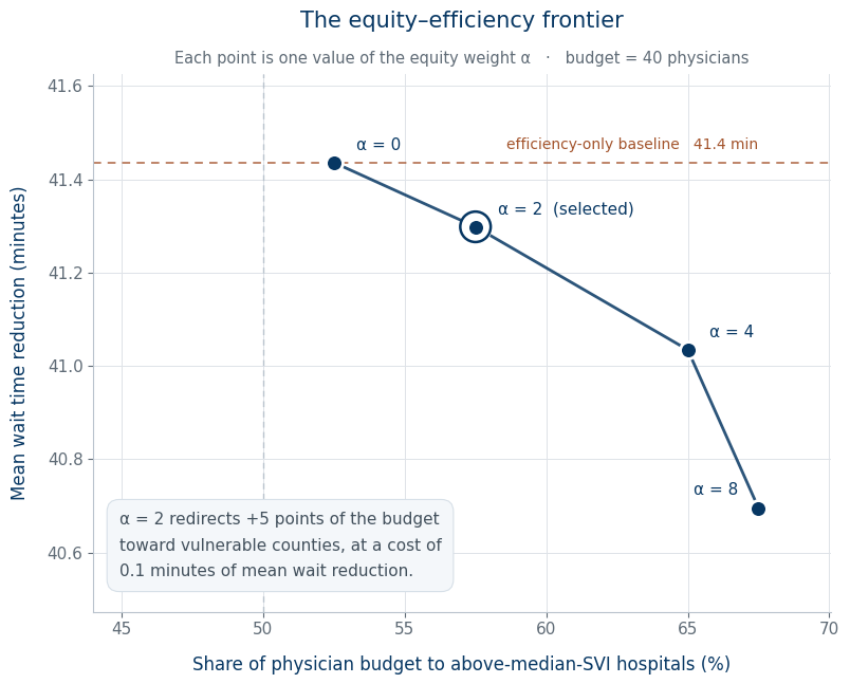 The equity–efficiency frontier
Each point is one value of the equity weight α · budget = 40 physicians
41.6
α = 0
efficiency-only baseline 41.4 min
41.4
α = 2 (selected)
41.2
α = 4
41.0
40.8
α = 8
40.6
α = 2 redirects +5 points of the budget
toward vulnerable counties, at a cost of
0.1 minutes of mean wait reduction.
Mean wait time reduction (minutes)
45 50 55 60 65 70
Share of physician budget to above-median-SVI hospitals (%)